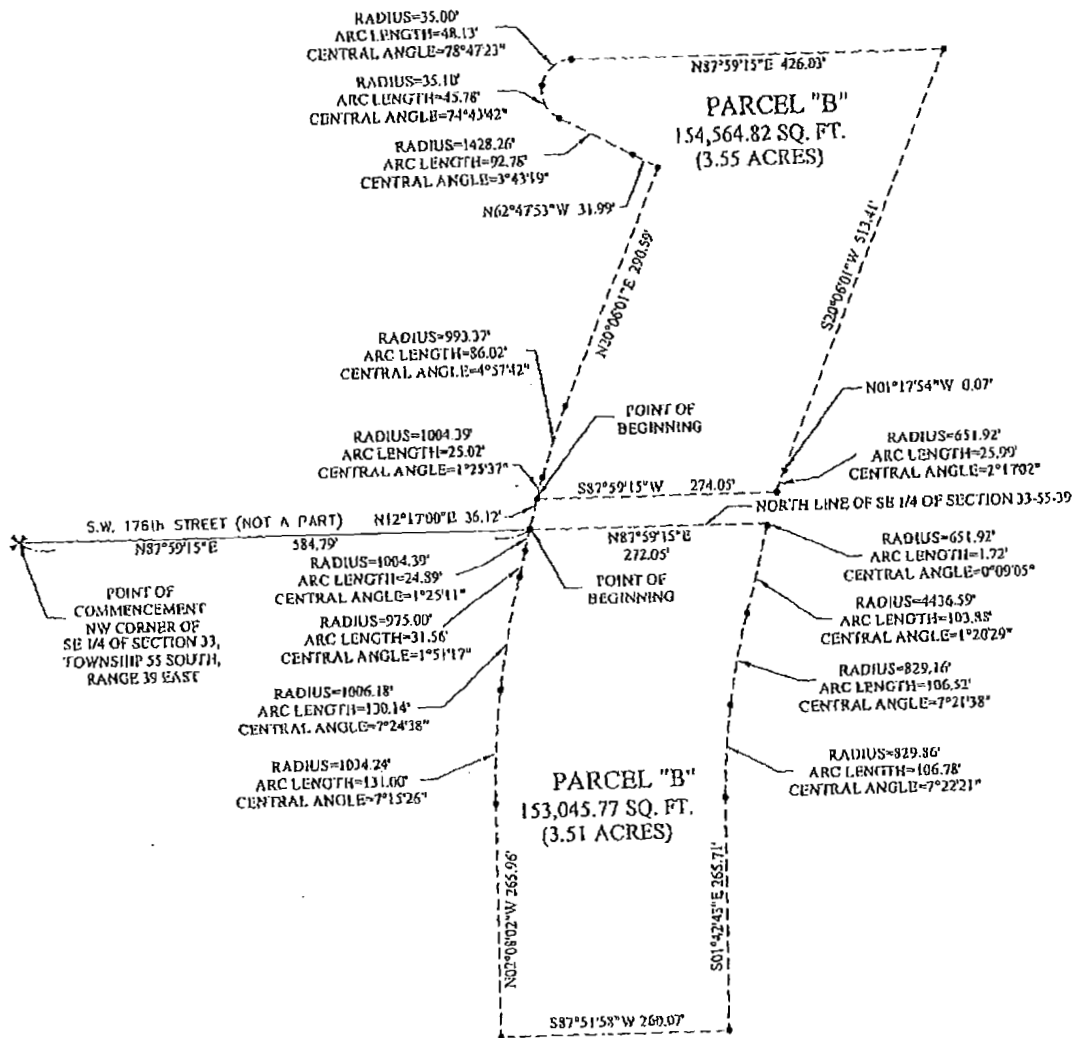 RADIUS=35.00'
ARC LENGTH=48.13'
CENTRAL ANGLE=78°47'23"
RADIUS=35.10'
ARC LENGTH=45.78'
CENTRAL ANGLE=74°43'42"
RADIUS=1428.26'
ARC LENGTH=92.78'
CENTRAL ANGLE=3°43'19"
N62°47'53"W 31.99'
N87°59'15"E 426.03'
PARCEL "B"
154,564.82 SQ. FT.
(3.55 ACRES)
N20°06'01"E 290.59'
S20°06'01"W 513.41'
RADIUS=993.37'
ARC LENGTH=86.02'
CENTRAL ANGLE=4°57'42"
RADIUS=1004.39'
ARC LENGTH=25.02'
CENTRAL ANGLE=1°25'37"
POINT OF
BEGINNING
N01°17'54"W 0.07'
RADIUS=651.92'
ARC LENGTH=25.99'
CENTRAL ANGLE=2°17'02"
S87°59'15"W 274.05'
NORTH LINE OF SE 1/4 OF SECTION 33-55-39
S.W. 176th STREET (NOT A PART)
N12°17'00"E 36.12'
N87°59'15"E 584.79'
N87°59'15"E
272.05'
POINT OF
COMMENCEMENT
NW CORNER OF
SE 1/4 OF SECTION 33,
TOWNSHIP 55 SOUTH,
RANGE 39 EAST
RADIUS=1004.39'
ARC LENGTH=24.89'
CENTRAL ANGLE=1°25'11"
POINT OF
BEGINNING
RADIUS=651.92'
ARC LENGTH=1.72'
CENTRAL ANGLE=0°09'05"
RADIUS=975.00'
ARC LENGTH=31.56'
CENTRAL ANGLE=1°51'17"
RADIUS=4436.59'
ARC LENGTH=103.88'
CENTRAL ANGLE=1°20'29"
RADIUS=1006.18'
ARC LENGTH=130.14'
CENTRAL ANGLE=7°24'38"
RADIUS=829.16'
ARC LENGTH=106.52'
CENTRAL ANGLE=7°21'38"
RADIUS=1034.24'
ARC LENGTH=131.00'
CENTRAL ANGLE=7°15'26"
RADIUS=829.86'
ARC LENGTH=106.78'
CENTRAL ANGLE=7°22'21"
PARCEL "B"
153,045.77 SQ. FT.
(3.51 ACRES)
N02°08'02"W 265.96'
S01°42'43"E 265.71'
S87°51'58"W 260.07'